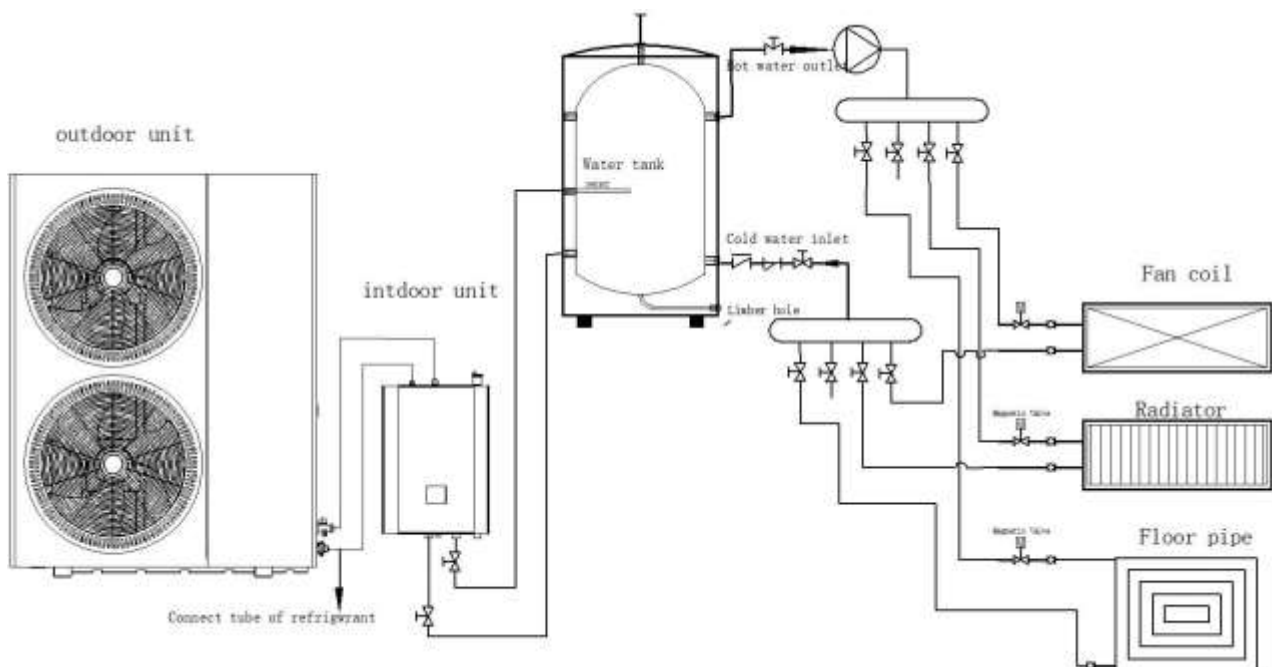 outdoor unit
intdoor unit
Connect tube of refrigwrant
Water tank
Hot water outlet
Cold water inlet
Limber hole
Fan coil
Radiator
Magnetic Valve
Floor pipe
Magnetic Valve